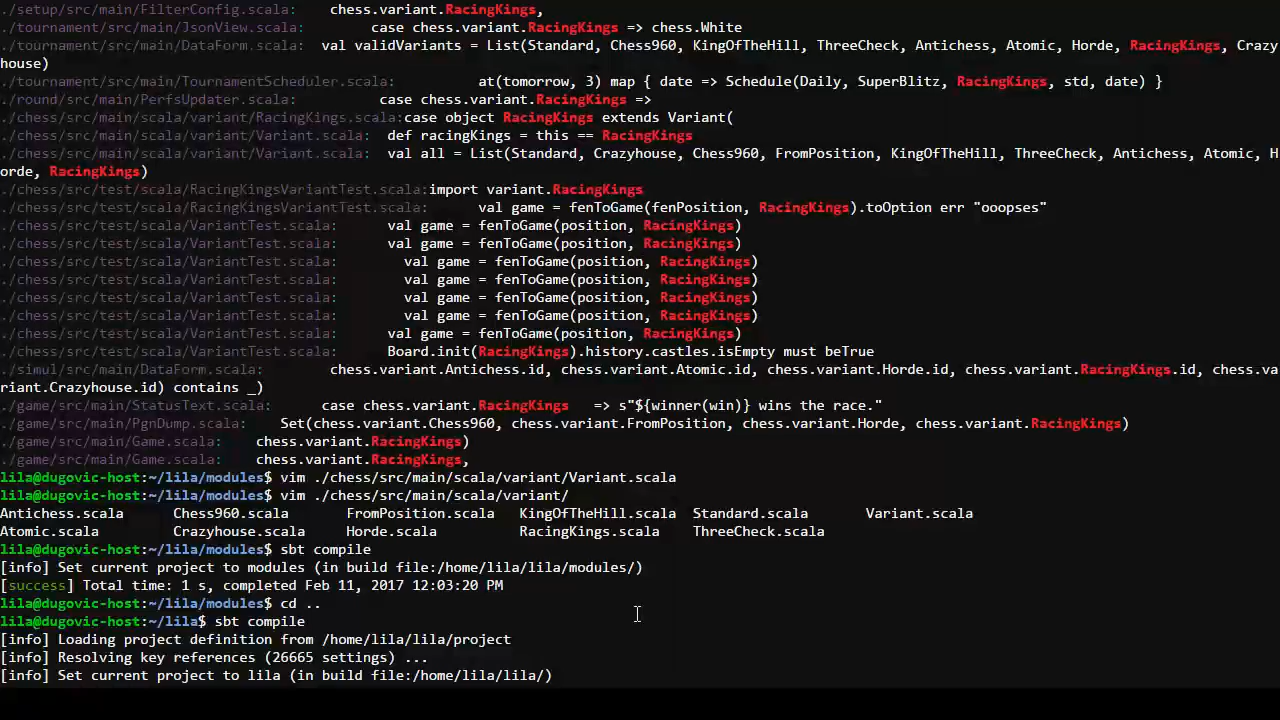 ./setup/src/main/FilterConfig.scala:    chess.variant.RacingKings,
./tournament/src/main/JsonView.scala:      case chess.variant.RacingKings => chess.White
./tournament/src/main/DataForm.scala:  val validVariants = List(Standard, Chess960, KingOfTheHill, ThreeCheck, Antichess, Atomic, Horde, RacingKings, Crazy
house)
./tournament/src/main/TournamentScheduler.scala:          at(tomorrow, 3) map { date => Schedule(Daily, SuperBlitz, RacingKings, std, date) }
./round/src/main/PerfsUpdater.scala:          case chess.variant.RacingKings =>
./chess/src/main/scala/variant/RacingKings.scala:case object RacingKings extends Variant(
./chess/src/main/scala/variant/Variant.scala:  def racingKings = this == RacingKings
./chess/src/main/scala/variant/Variant.scala:  val all = List(Standard, Crazyhouse, Chess960, FromPosition, KingOfTheHill, ThreeCheck, Antichess, Atomic, H
orde, RacingKings)
./chess/src/test/scala/RacingKingsVariantTest.scala:import variant.RacingKings
./chess/src/test/scala/RacingKingsVariantTest.scala:      val game = fenToGame(fenPosition, RacingKings).toOption err "ooopses"
./chess/src/test/scala/VariantTest.scala:      val game = fenToGame(position, RacingKings)
./chess/src/test/scala/VariantTest.scala:      val game = fenToGame(position, RacingKings)
./chess/src/test/scala/VariantTest.scala:        val game = fenToGame(position, RacingKings)
./chess/src/test/scala/VariantTest.scala:        val game = fenToGame(position, RacingKings)
./chess/src/test/scala/VariantTest.scala:        val game = fenToGame(position, RacingKings)
./chess/src/test/scala/VariantTest.scala:        val game = fenToGame(position, RacingKings)
./chess/src/test/scala/VariantTest.scala:      val game = fenToGame(position, RacingKings)
./chess/src/test/scala/VariantTest.scala:      Board.init(RacingKings).history.castles.isEmpty must beTrue
./simul/src/main/DataForm.scala:        chess.variant.Antichess.id, chess.variant.Atomic.id, chess.variant.Horde.id, chess.variant.RacingKings.id, chess.va
riant.Crazyhouse.id) contains _)
./game/src/main/StatusText.scala:      case chess.variant.RacingKings   => s"${winner(win)} wins the race."
./game/src/main/PgnDump.scala:    Set(chess.variant.Chess960, chess.variant.FromPosition, chess.variant.Horde, chess.variant.RacingKings)
./game/src/main/Game.scala:    chess.variant.RacingKings)
./game/src/main/Game.scala:    chess.variant.RacingKings,
lila@dugovic-host:~/lila/modules$ vim ./chess/src/main/scala/variant/Variant.scala
lila@dugovic-host:~/lila/modules$ vim ./chess/src/main/scala/variant/
Antichess.scala      Chess960.scala       FromPosition.scala   KingOfTheHill.scala  Standard.scala       Variant.scala
Atomic.scala         Crazyhouse.scala     Horde.scala          RacingKings.scala    ThreeCheck.scala
lila@dugovic-host:~/lila/modules$ sbt compile
[info] Set current project to modules (in build file:/home/lila/lila/modules/)
[success] Total time: 1 s, completed Feb 11, 2017 12:03:20 PM
lila@dugovic-host:~/lila/modules$ cd ..
lila@dugovic-host:~/lila$ sbt compile
[info] Loading project definition from /home/lila/lila/project
[info] Resolving key references (26665 settings) ...
[info] Set current project to lila (in build file:/home/lila/lila/)